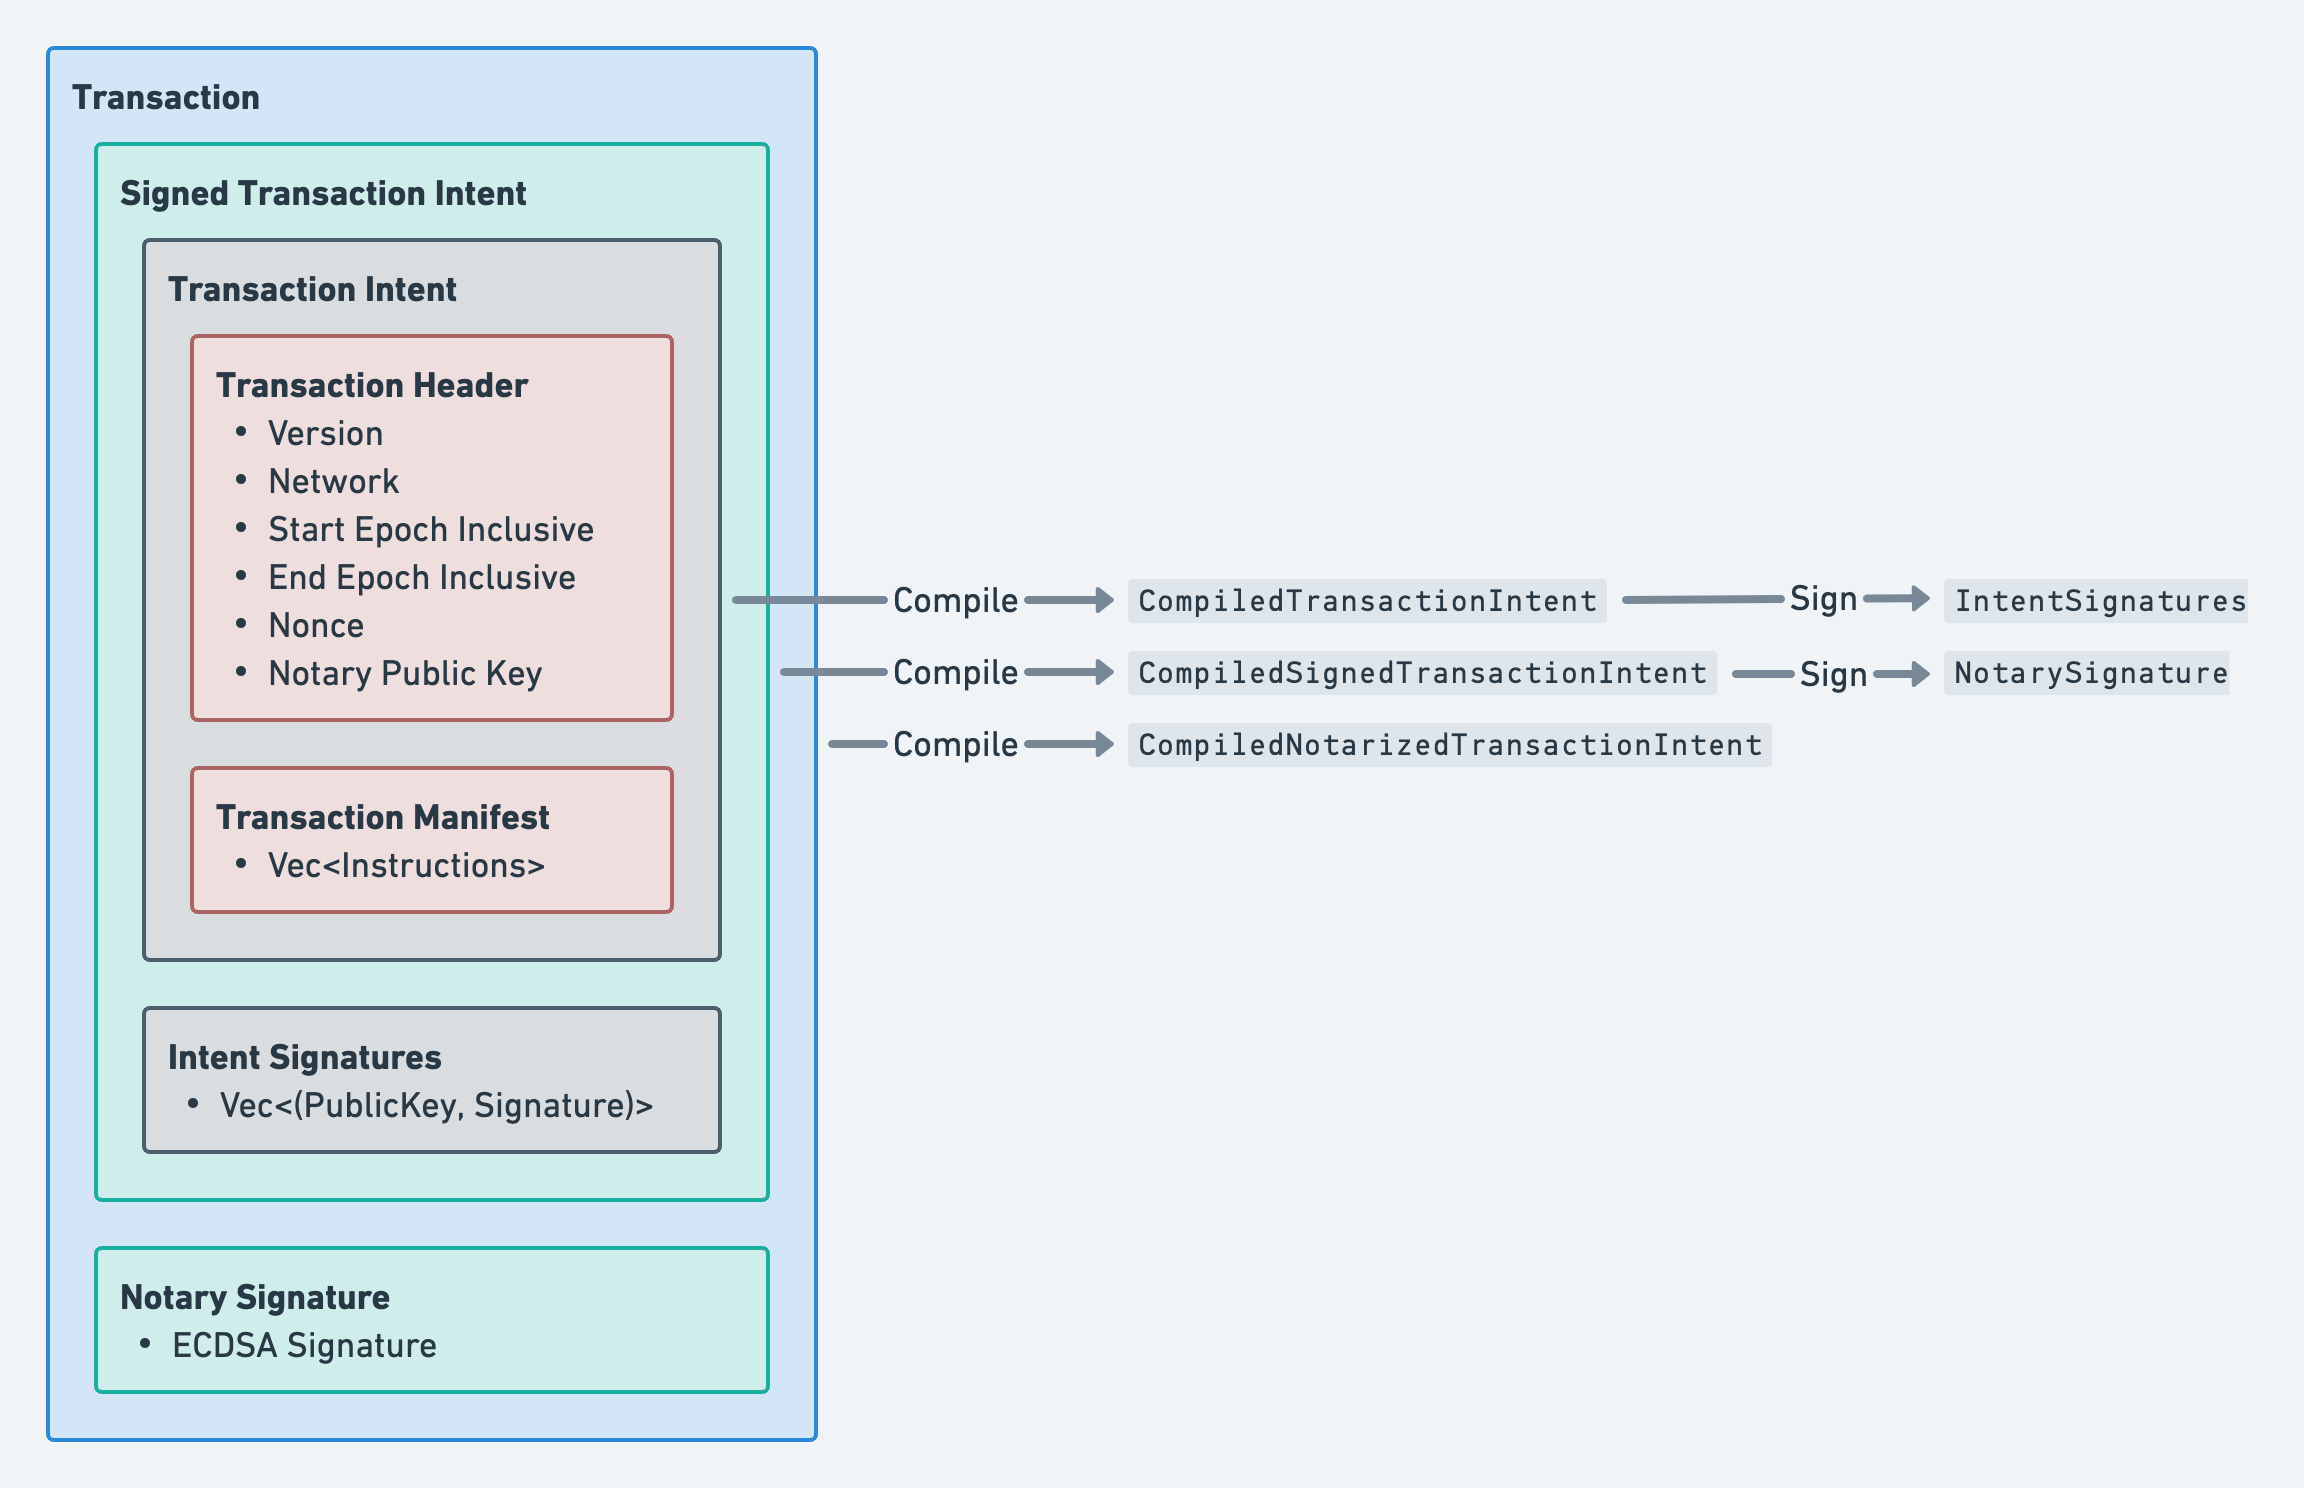 Transaction
Signed Transaction Intent
Transaction Intent
Transaction Header
• Version
• Network
• Start Epoch Inclusive
• End Epoch Inclusive
• Nonce
• Notary Public Key
Transaction Manifest
• Vec<Instructions>
Intent Signatures
• Vec<(PublicKey, Signature)>
Notary Signature
• ECDSA Signature
Compile CompiledTransactionIntent Sign IntentSignatures
Compile CompiledSignedTransactionIntent Sign NotarySignature
Compile CompiledNotarizedTransactionIntent